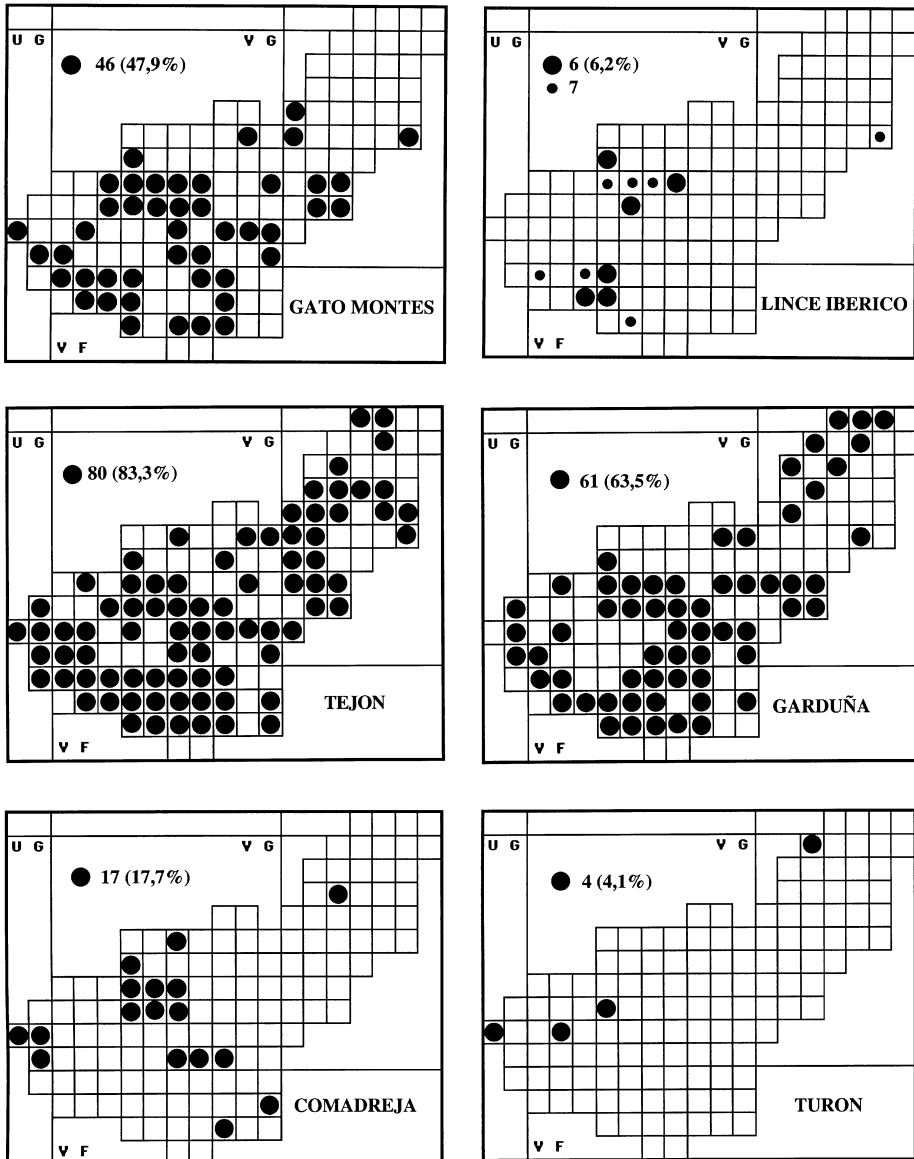 U G
V G
46 (47,9%)
GATO MONTES
V F
U G
V G
6 (6,2%)
7
LINCE IBERICO
V F
U G
V G
80 (83,3%)
TEJON
V F
U G
V G
61 (63,5%)
GARDUÑA
V F
U G
V G
17 (17,7%)
COMADREJA
V F
U G
V G
4 (4,1%)
TURON
V F